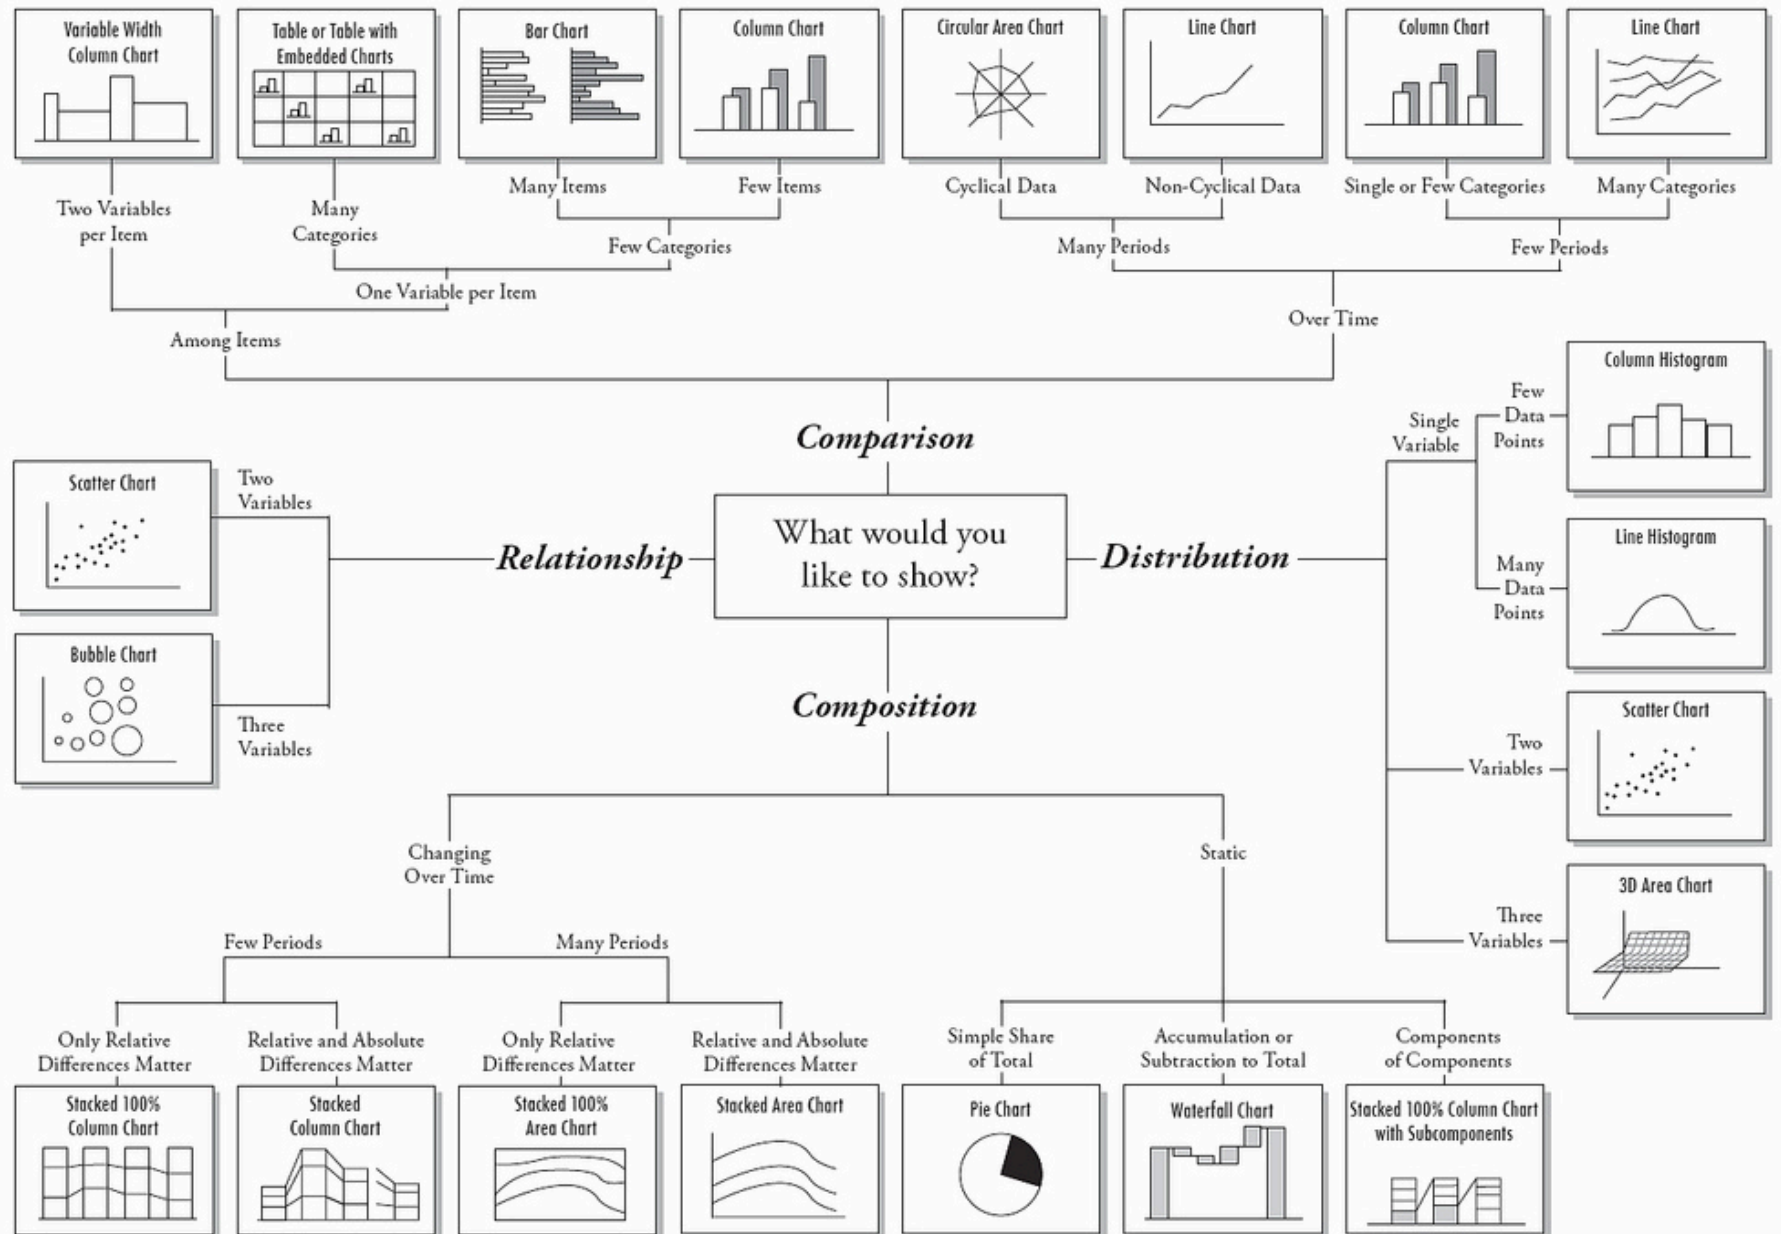 Variable Width
Column Chart
Table or Table with
Embedded Charts
Bar Chart
Column Chart
Circular Area Chart
Line Chart
Column Chart
Line Chart
Two Variables
per Item
Many
Categories
Many Items
Few Items
Cyclical Data
Non-Cyclical Data
Single or Few Categories
Many Categories
Few Categories
Many Periods
Few Periods
One Variable per Item
Among Items
Over Time
Comparison
What would you
like to show?
Relationship
Two
Variables
Scatter Chart
Three
Variables
Bubble Chart
Distribution
Single
Variable
Few
Data
Points
Column Histogram
Many
Data
Points
Line Histogram
Two
Variables
Scatter Chart
Three
Variables
3D Area Chart
Composition
Changing
Over Time
Static
Few Periods
Many Periods
Only Relative
Differences Matter
Relative and Absolute
Differences Matter
Only Relative
Differences Matter
Relative and Absolute
Differences Matter
Simple Share
of Total
Accumulation or
Subtraction to Total
Components
of Components
Stacked 100%
Column Chart
Stacked
Column Chart
Stacked 100%
Area Chart
Stacked Area Chart
Pie Chart
Waterfall Chart
Stacked 100% Column Chart
with Subcomponents